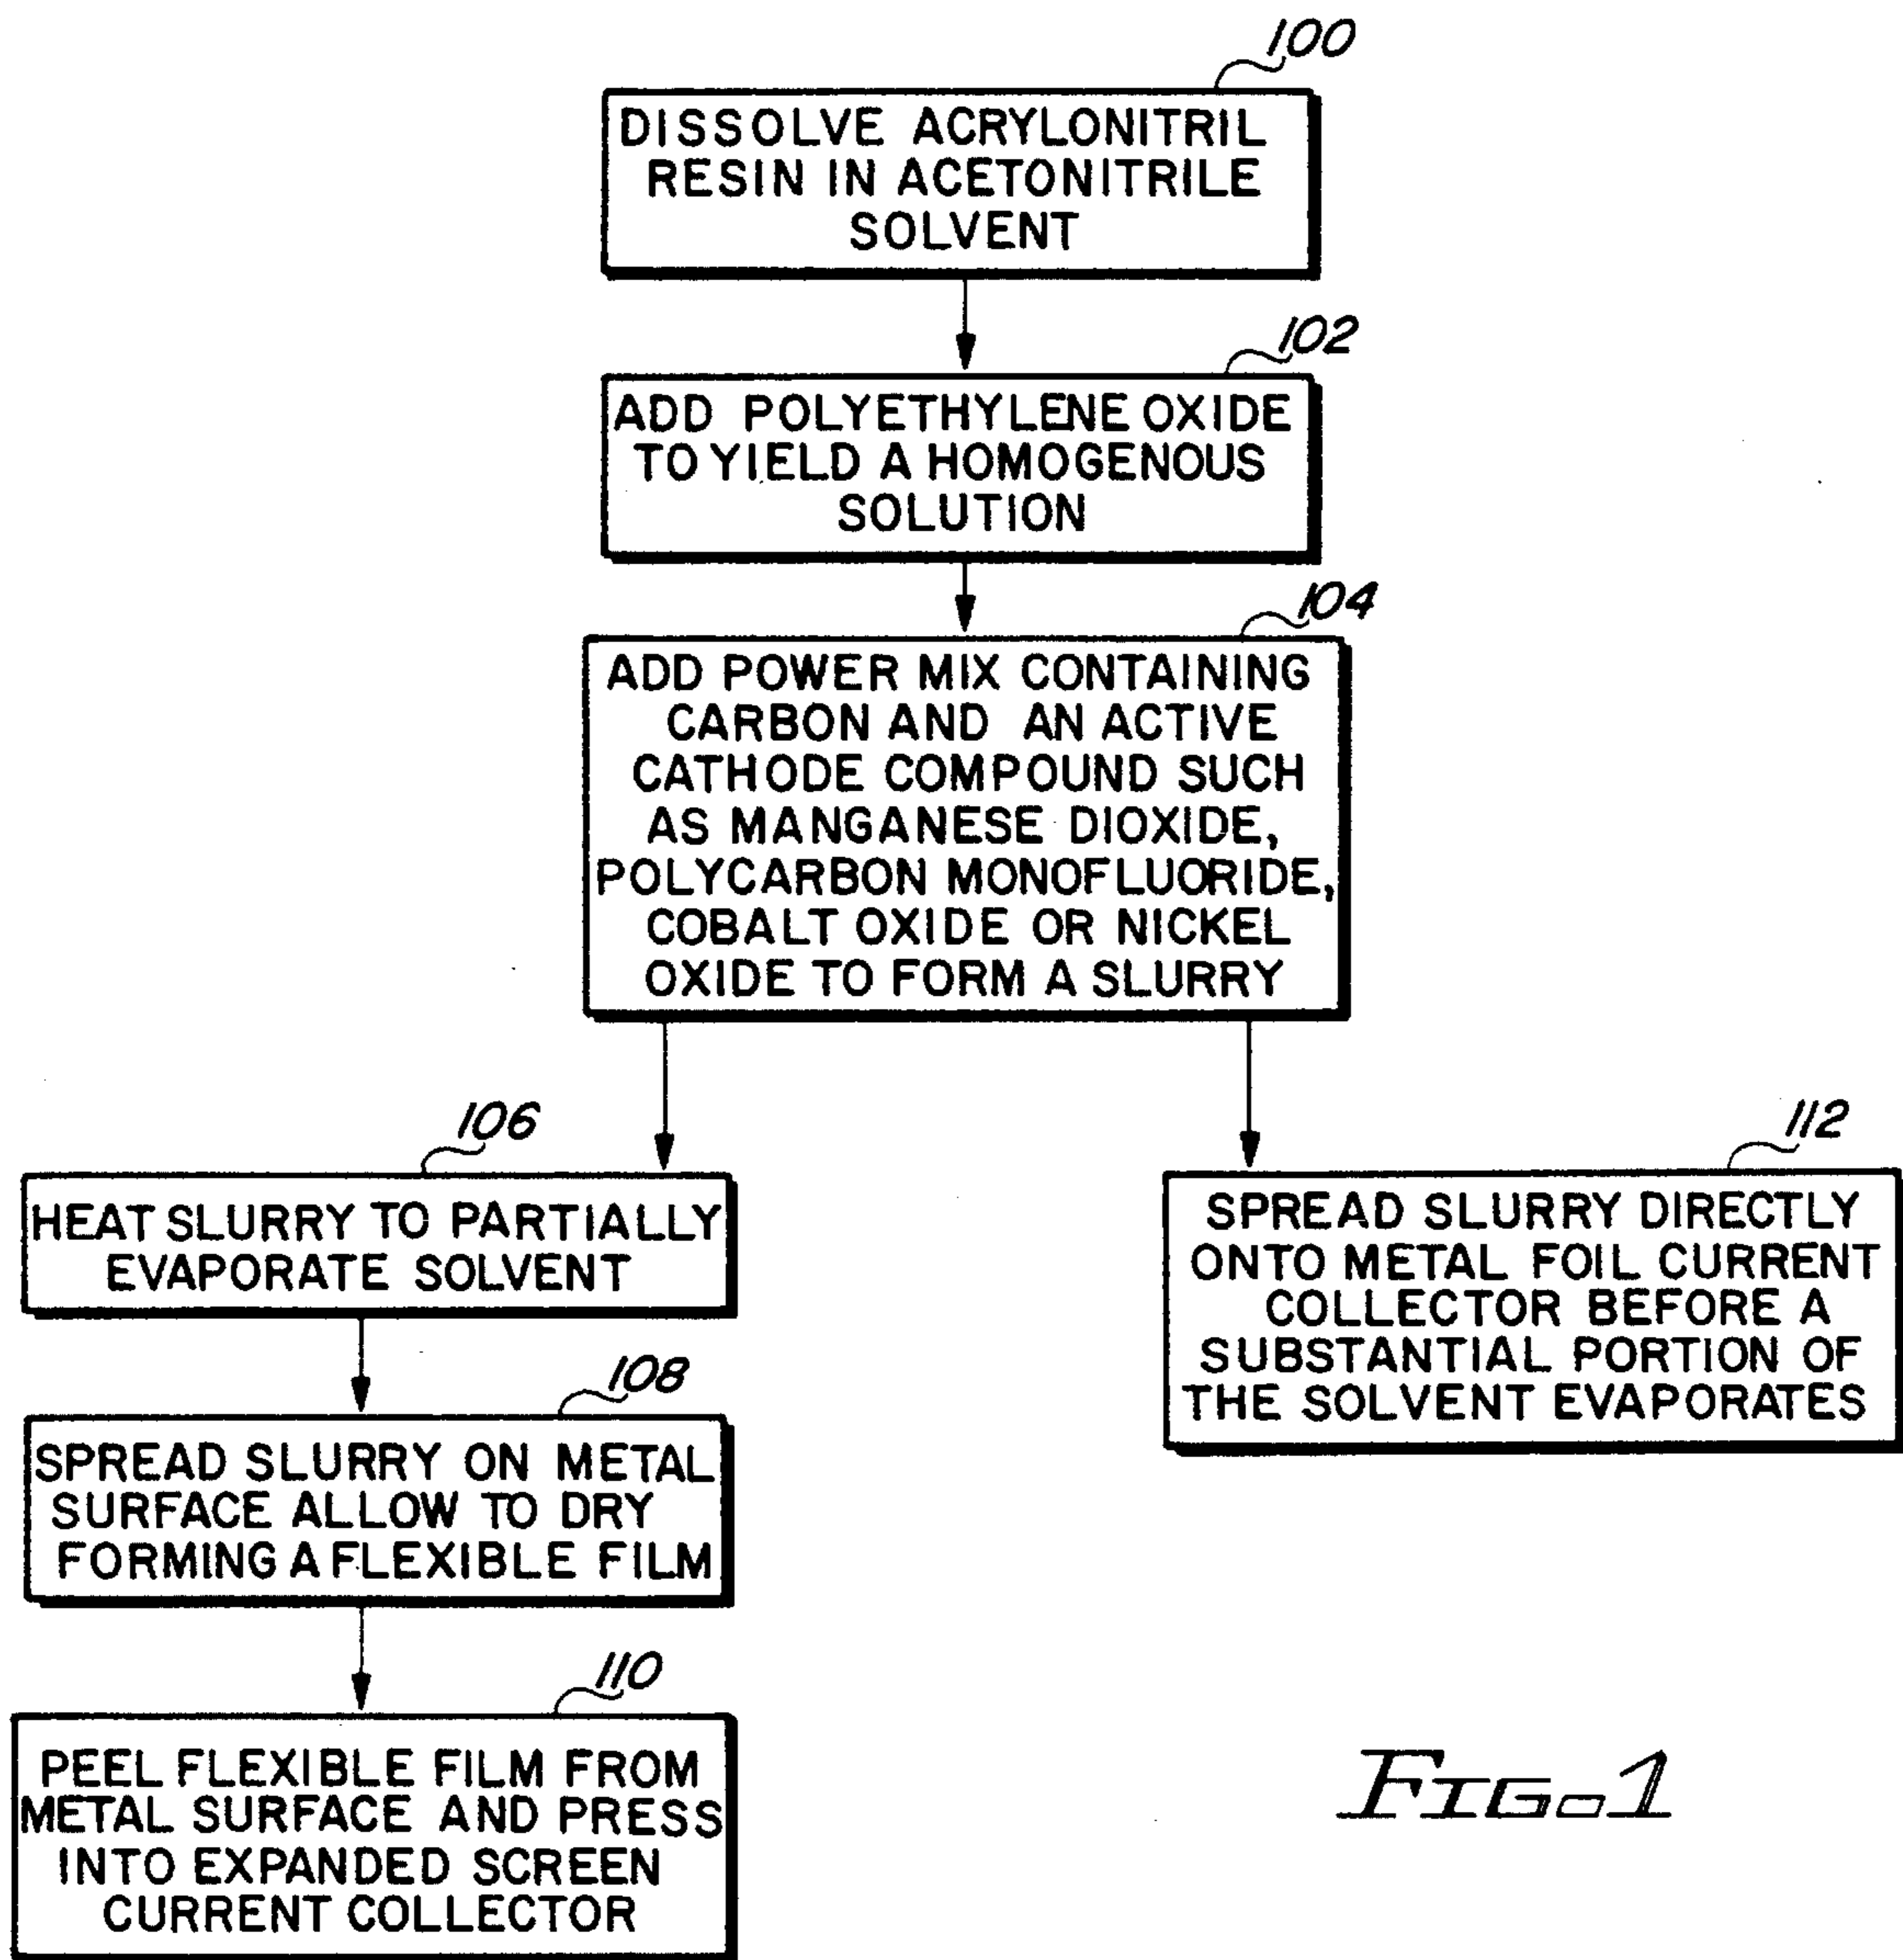 100
DISSOLVE ACRYLONITRIL
RESIN IN ACETONITRILE
SOLVENT
102
ADD POLYETHYLENE OXIDE
TO YIELD A HOMOGENOUS
SOLUTION
104
ADD POWER MIX CONTAINING
CARBON AND AN ACTIVE
CATHODE COMPOUND SUCH
AS MANGANESE DIOXIDE,
POLYCARBON MONOFLUORIDE,
COBALT OXIDE OR NICKEL
OXIDE TO FORM A SLURRY
106
HEAT SLURRY TO PARTIALLY
EVAPORATE SOLVENT
108
SPREAD SLURRY ON METAL
SURFACE ALLOW TO DRY
FORMING A FLEXIBLE FILM
110
PEEL FLEXIBLE FILM FROM
METAL SURFACE AND PRESS
INTO EXPANDED SCREEN
CURRENT COLLECTOR
112
SPREAD SLURRY DIRECTLY
ONTO METAL FOIL CURRENT
COLLECTOR BEFORE A
SUBSTANTIAL PORTION OF
THE SOLVENT EVAPORATES
FIG. 1